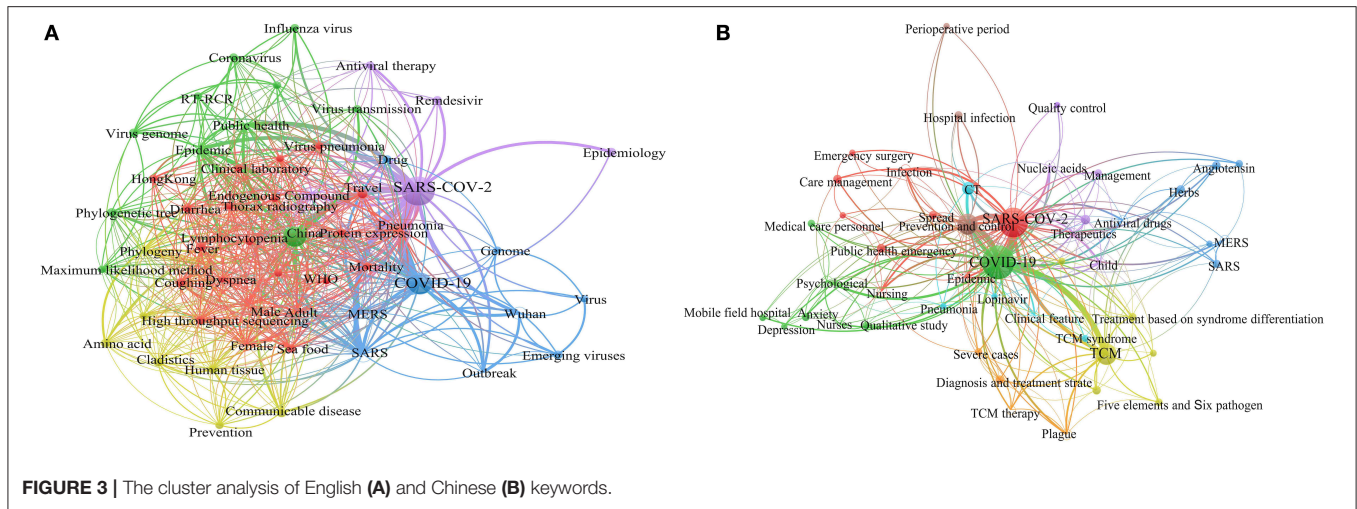 A
Influenza virus
Coronavirus
Antiviral therapy
RT-RCR
Remdesivir
Virus transmission
Public health
Virus genome
Virus pneumonia
Epidemic
Drug
Epidemiology
Clinical laboratory
HongKong
Endogenous Compound
Travel
SARS-COV-2
Diarrhea
Thorax radiography
Phylogenetic tree
Pneumonia
China
Protein expression
Lymphocytopenia
Phylogeny
Fever
Genome
Maximum likelihood method
Mortality
Coughing
Dyspnea
WHO
COVID-19
Virus
Male
Adult
MERS
Wuhan
High throughput sequencing
Amino acid
Female
Sea food
SARS
Emerging viruses
Cladistics
Human tissue
Outbreak
Communicable disease
Prevention
B
Perioperative period
Quality control
Hospital infection
Emergency surgery
Nucleic acids
Angiotensin
Infection
Management
Care management
CT
Herbs
Spread
SARS-COV-2
Medical care personnel
Prevention and control
Antiviral drugs
Therapeutics
MERS
Public health emergency
COVID-19
Child
SARS
Epidemic
Psychological
Nursing
Lopinavir
Mobile field hospital
Anxiety
Pneumonia
Clinical feature
Treatment based on syndrome differentiation
Depression
Nurses
Qualitative study
TCM syndrome
Severe cases
TCM
Diagnosis and treatment strate
Five elements and Six pathogen
TCM therapy
Plague
FIGURE 3 | The cluster analysis of English (A) and Chinese (B) keywords.